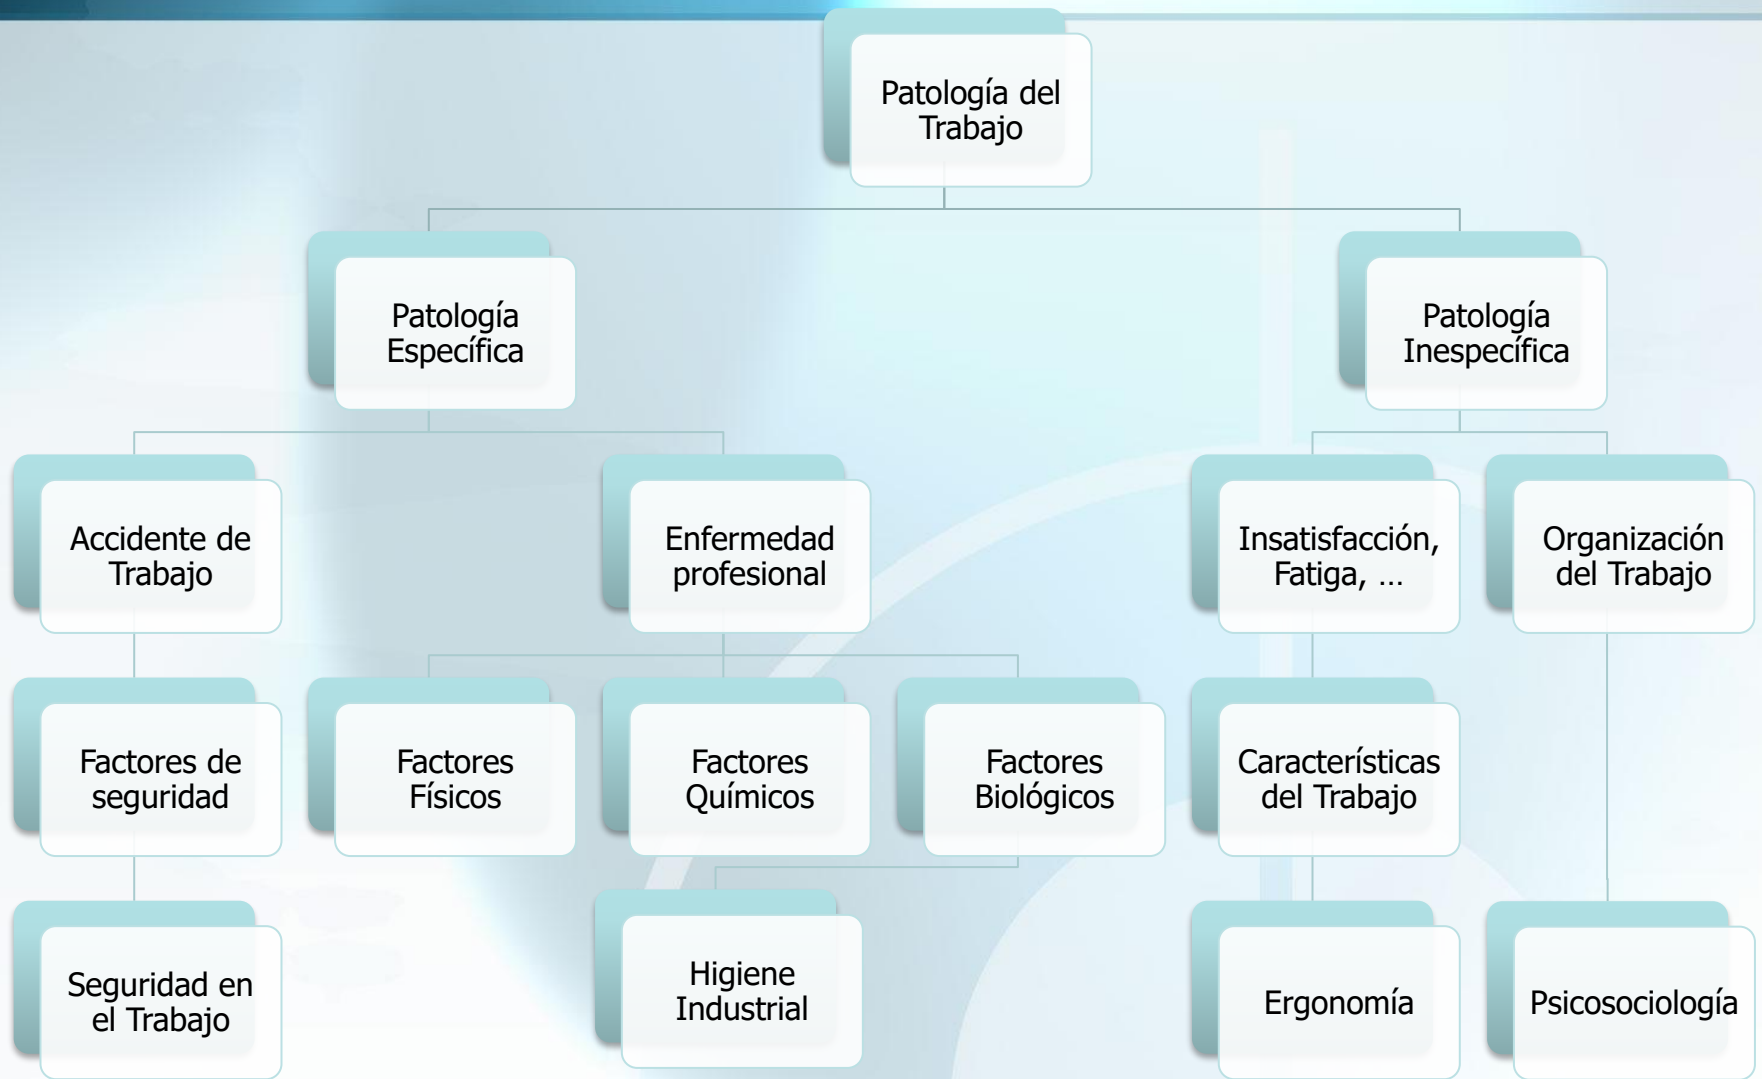 Patología del
Trabajo
Patología
Específica
Patología
Inespecífica
Accidente de
Trabajo
Enfermedad
profesional
Insatisfacción,
Fatiga, ...
Organización
del Trabajo
Factores de
seguridad
Factores
Físicos
Factores
Químicos
Factores
Biológicos
Características
del Trabajo
Seguridad en
el Trabajo
Higiene
Industrial
Ergonomía
Psicosociología